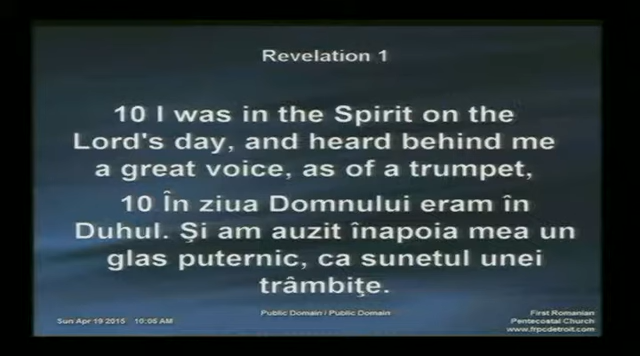 Revelation 1
10 I was in the Spirit on the
Lord's day, and heard behind me
a great voice, as of a trumpet,
10 În ziua Domnului eram în
Duhul. Şi am auzit înapoia mea un
glas puternic, ca sunetul unei
trâmbiţe.
Public Domain / Public Domain
Sun Apr 19 2015 10:05 AM
First Romanian
Pentecostal Church
www.frpcdetroit.com